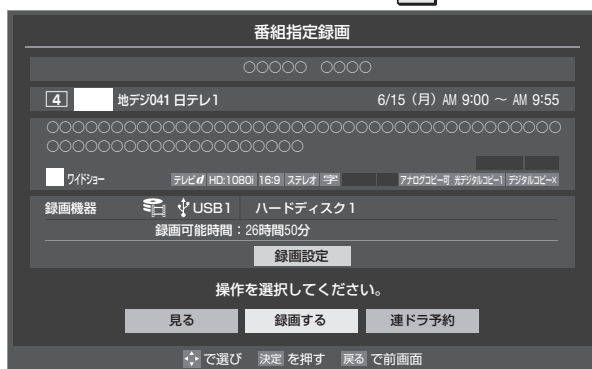 番組指定録画
○○○○○ ○○○○
4 地デジ041 日テレ1 6/15（月）AM 9:00 ～ AM 9:55
○○○○○○○○○○○○○○○○○○○○○○○○○○○○○○○○○○
○○○○○○○○○○○○○○○○○
ワイドショー テレビd HD:1080i 16:9 ステレオ 字 アナログコピー可 光デジタルコピー1 デジタルコピー×
録画機器 USB1 ハードディスク1
録画可能時間：26時間50分
録画設定
操作を選択してください。
見る 録画する 連ドラ予約
で選び 決定 を押す 戻る で前画面